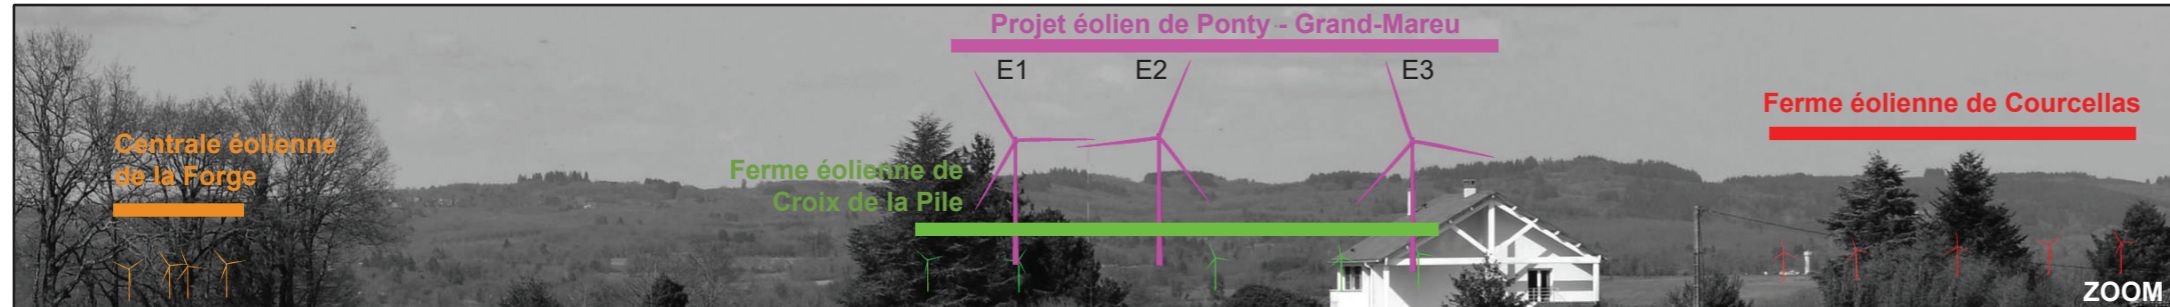 Projet éolien de Ponty - Grand-Mareu
E1
E2
E3
Ferme éolienne de Courcellas
Centrale éolienne
de la Forge
Ferme éolienne de
Croix de la Pile
ZOOM